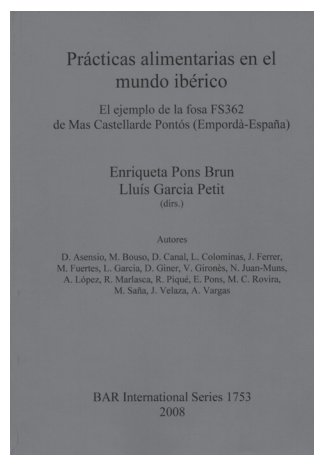 Prácticas alimentarias en el
mundo ibérico
El ejemplo de la fosa FS362
de Mas Castellarde Pontós (Empordà-España)
Enriqueta Pons Brun
Lluís Garcia Petit
(dirs.)
Autores
D. Asensio, M. Bouso, D. Canal, L. Colominas, J. Ferrer,
M. Fuertes, L. García, D. Giner, V. Gironès, N. Juan-Muns,
A. López, R. Marlasca, R. Piqué, E. Pons, M. C. Rovira,
M. Saña, J. Velaza, A. Vargas
BAR International Series 1753
2008